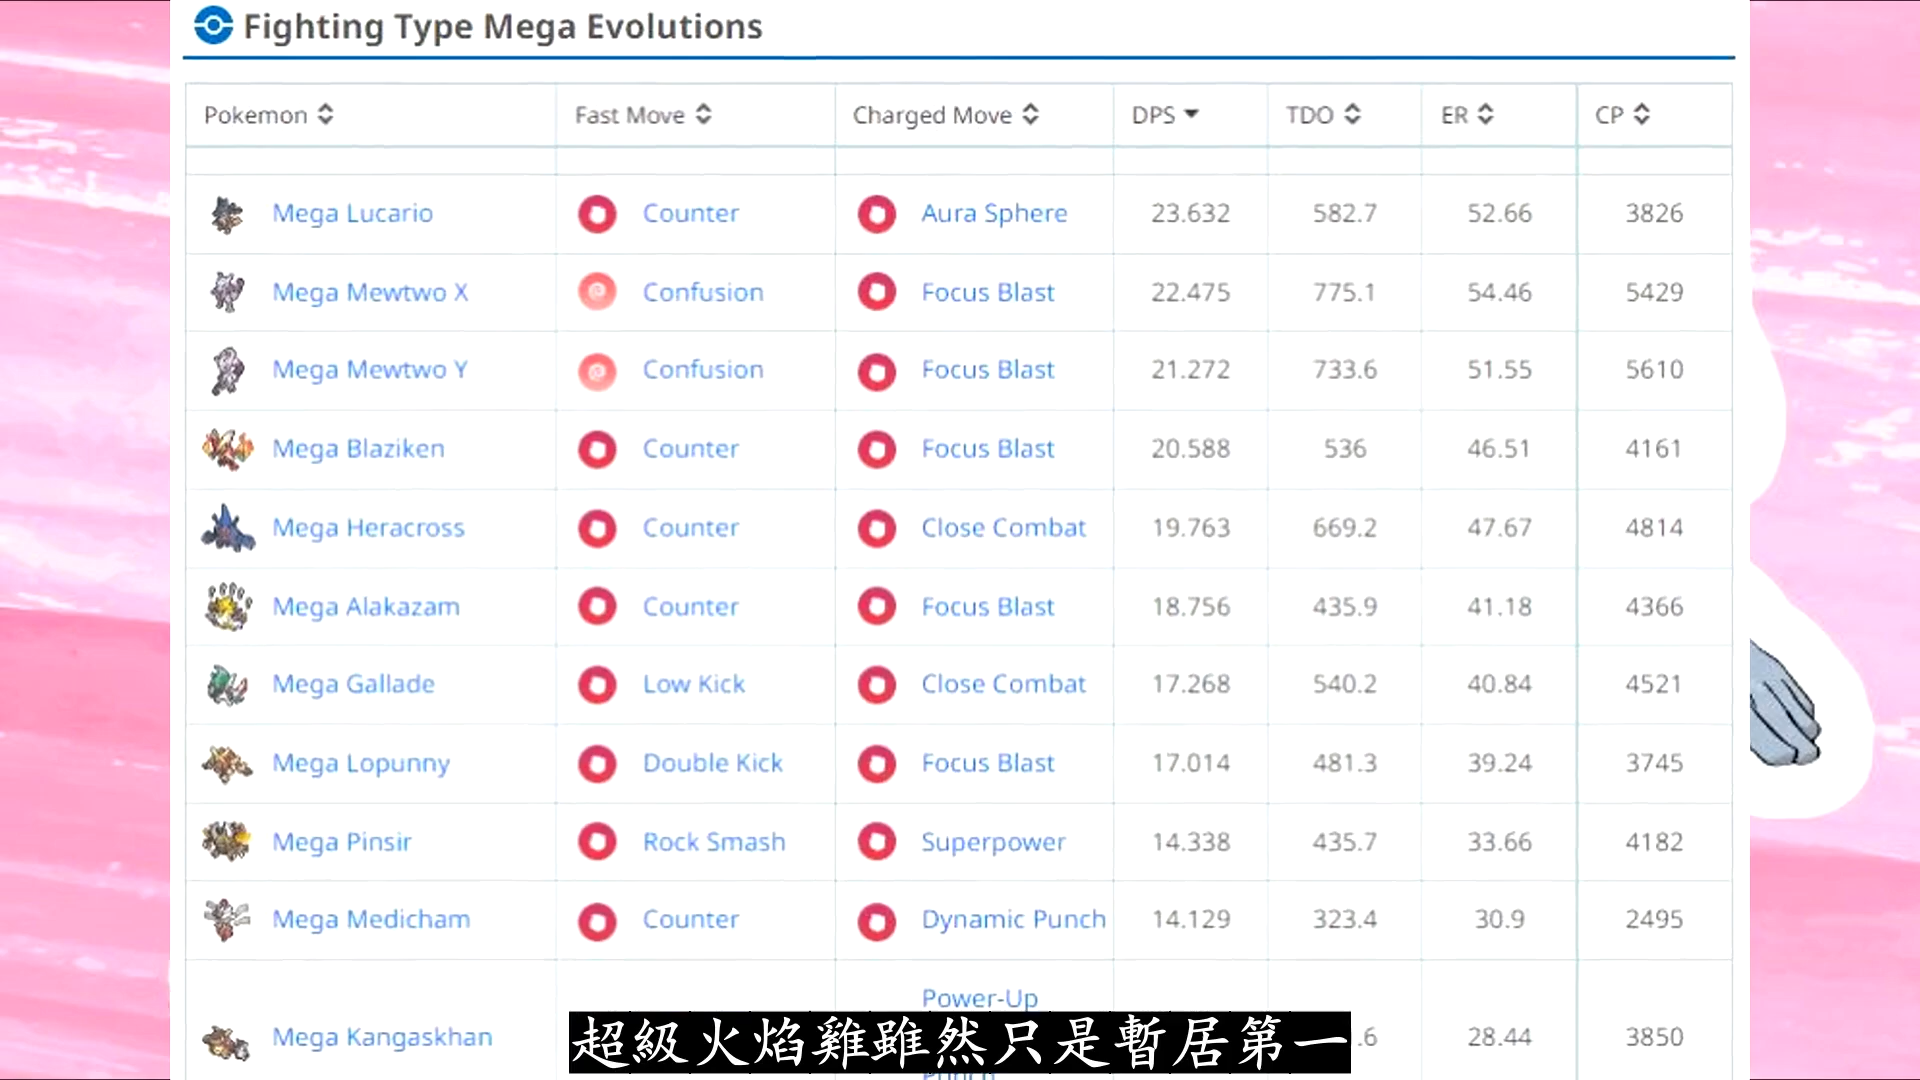 Fighting Type Mega Evolutions
Pokemon Fast Move Charged Move DPS TDO ER CP
Mega Lucario Counter Aura Sphere 23.632 582.7 52.66 3826
Mega Mewtwo X Confusion Focus Blast 22.475 775.1 54.46 5429
Mega Mewtwo Y Confusion Focus Blast 21.272 733.6 51.55 5610
Mega Blaziken Counter Focus Blast 20.588 536 46.51 4161
Mega Heracross Counter Close Combat 19.763 669.2 47.67 4814
Mega Alakazam Counter Focus Blast 18.756 435.9 41.18 4366
Mega Gallade Low Kick Close Combat 17.268 540.2 40.84 4521
Mega Lopunny Double Kick Focus Blast 17.014 481.3 39.24 3745
Mega Pinsir Rock Smash Superpower 14.338 435.7 33.66 4182
Mega Medicham Counter Dynamic Punch 14.129 323.4 30.9 2495
Power-Up
Mega Kangaskhan .6 28.44 3850
超級火焰雞雖然只是暫居第一